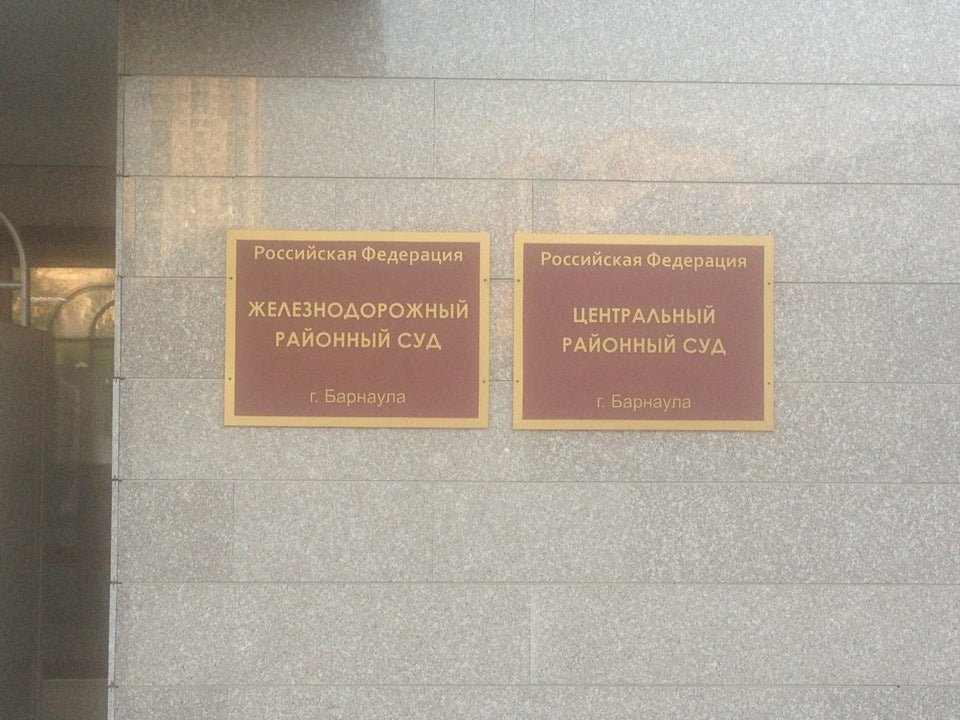 Российская Федерация
ЖЕЛЕЗНОДОРОЖНЫЙ
РАЙОННЫЙ СУД
г. Барнаула
Российская Федерация
ЦЕНТРАЛЬНЫЙ
РАЙОННЫЙ СУД
г. Барнаула